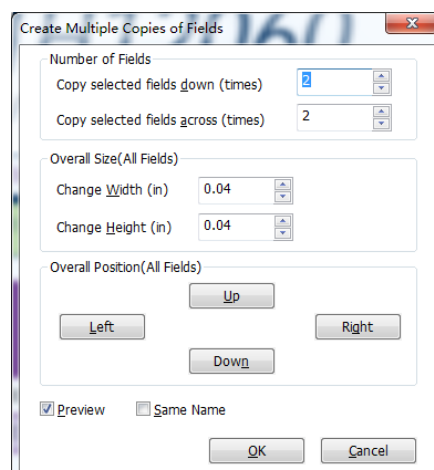 Create Multiple Copies of Fields
Number of Fields
Copy selected fields down (times) 2
Copy selected fields across (times) 2
Overall Size(All Fields)
Change Width (in) 0.04
Change Height (in) 0.04
Overall Position(All Fields)
Up
Left Right
Down
Preview Same Name
OK Cancel